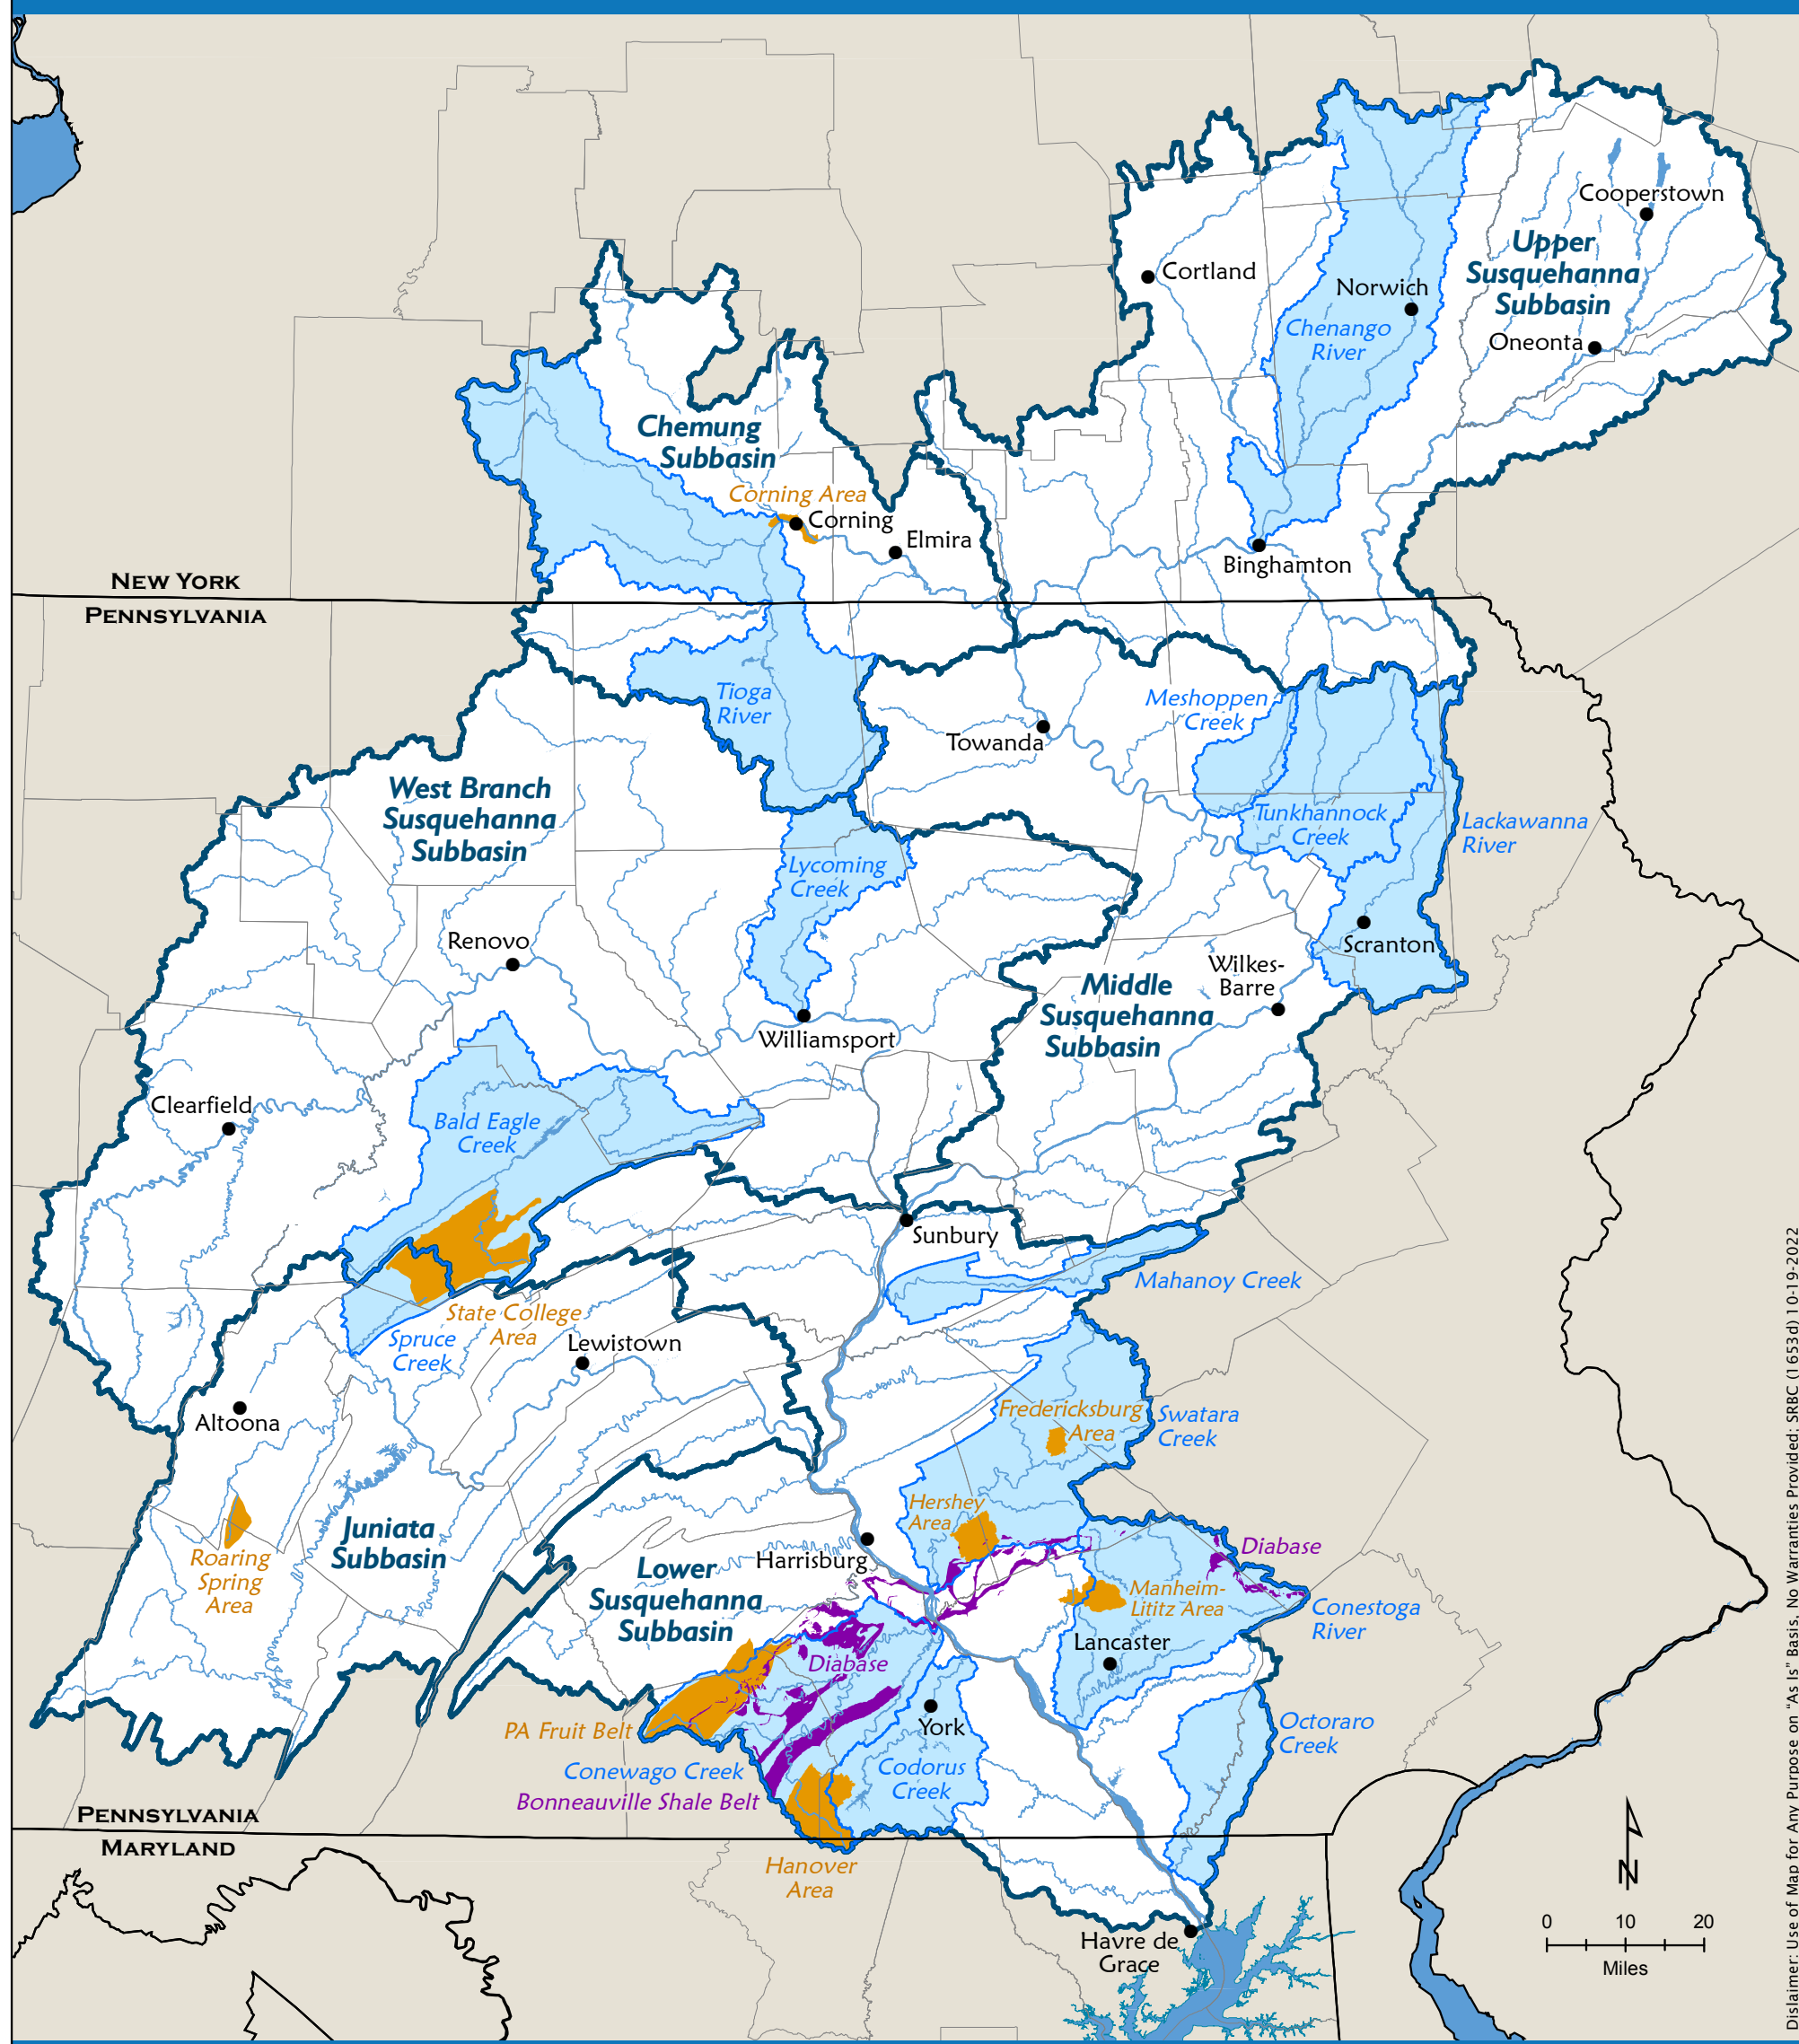 Cooperstown
Upper
Susquehanna
Subbasin
Cortland
Norwich
Chenango
River
Oneonta
Chemung
Subbasin
Corning Area
Corning
Elmira
Binghamton
NEW YORK
PENNSYLVANIA
Tioga
River
Meshoppen
Creek
Towanda
West Branch
Susquehanna
Subbasin
Tunkhannock
Creek
Lackawanna
River
Lycoming
Creek
Renovo
Scranton
Wilkes-
Barre
Middle
Susquehanna
Subbasin
Williamsport
Clearfield
Bald Eagle
Creek
Sunbury
Mahanoy Creek
State College
Area
Spruce
Creek
Lewistown
Altoona
Fredericksburg
Area
Swatara
Creek
Hershey
Area
Juniata
Subbasin
Roaring
Spring
Area
Harrisburg
Lower
Susquehanna
Subbasin
Diabase
Manheim-
Lititz Area
Conestoga
River
Lancaster
Diabase
PA Fruit Belt
York
Octoraro
Creek
Conewago Creek
Codorus
Creek
Bonneauville Shale Belt
PENNSYLVANIA
MARYLAND
Hanover
Area
Havre de
Grace
N
0 10 20
Miles
Dislaimer: Use of Map for Any Purpose on "As Is" Basis, No Warranties Provided; SRBC (1653d) 10-19-2022